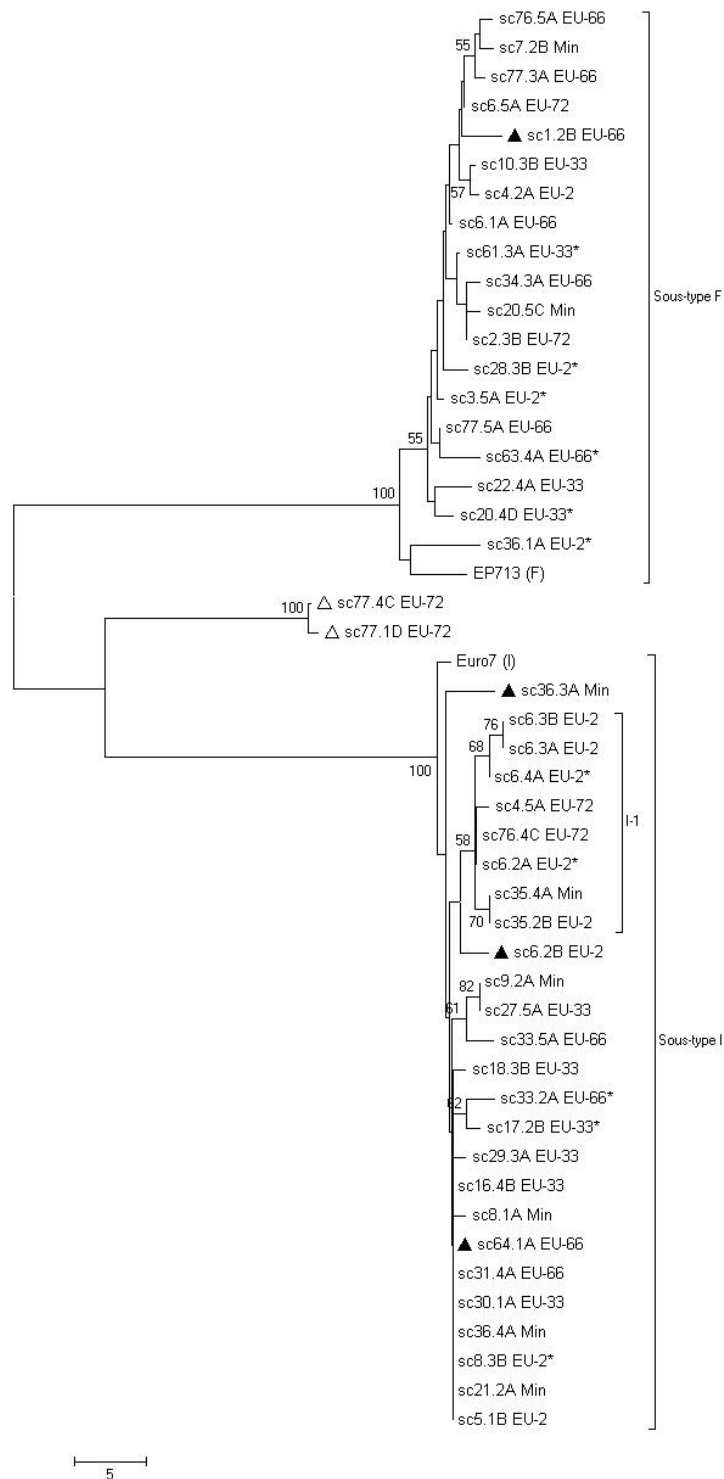 sc76.5A EU-66
55
sc7.2B Min
sc77.3A EU-66
sc6.5A EU-72
sc1.2B EU-66
sc10.3B EU-33
57
sc4.2A EU-2
sc6.1A EU-66
sc61.3A EU-33*
sc34.3A EU-66
Sous-type F
sc20.5C Min
sc2.3B EU-72
sc28.3B EU-2*
sc3.5A EU-2*
sc77.5A EU-66
55
sc63.4A EU-66*
sc22.4A EU-33
100
sc20.4D EU-33*
sc36.1A EU-2*
EP713 (F)
100
sc77.4C EU-72
sc77.1D EU-72
Euro7 (I)
sc36.3A Min
76
sc6.3B EU-2
68
sc6.3A EU-2
100
sc6.4A EU-2*
sc4.5A EU-72
I-1
58
sc76.4C EU-72
sc6.2A EU-2*
sc35.4A Min
70
sc35.2B EU-2
sc6.2B EU-2
82
sc9.2A Min
61
sc27.5A EU-33
sc33.5A EU-66
Sous-type I
sc18.3B EU-33
62
sc33.2A EU-66*
sc17.2B EU-33*
sc29.3A EU-33
sc16.4B EU-33
sc8.1A Min
sc64.1A EU-66
sc31.4A EU-66
sc30.1A EU-33
sc36.4A Min
sc8.3B EU-2*
sc21.2A Min
sc5.1B EU-2
5